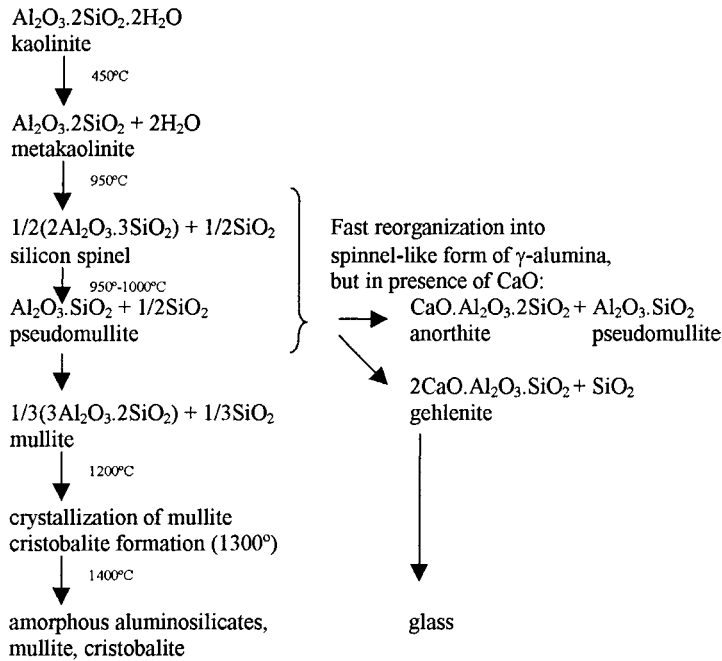 Al₂O₃.2SiO₂.2H₂O
kaolinite
450ºC
Al₂O₃.2SiO₂ + 2H₂O
metakaolinite
950ºC
1/2(2Al₂O₃.3SiO₂) + 1/2SiO₂
silicon spinel
950º-1000ºC
Al₂O₃.SiO₂ + 1/2SiO₂
pseudomullite
1/3(3Al₂O₃.2SiO₂) + 1/3SiO₂
mullite
1200ºC
crystallization of mullite
cristobalite formation (1300º)
1400ºC
amorphous aluminosilicates,
mullite, cristobalite
Fast reorganization into
spinnel-like form of γ-alumina,
but in presence of CaO:
CaO.Al₂O₃.2SiO₂ + Al₂O₃.SiO₂
anorthite pseudomullite
2CaO.Al₂O₃.SiO₂ + SiO₂
gehlenite
glass